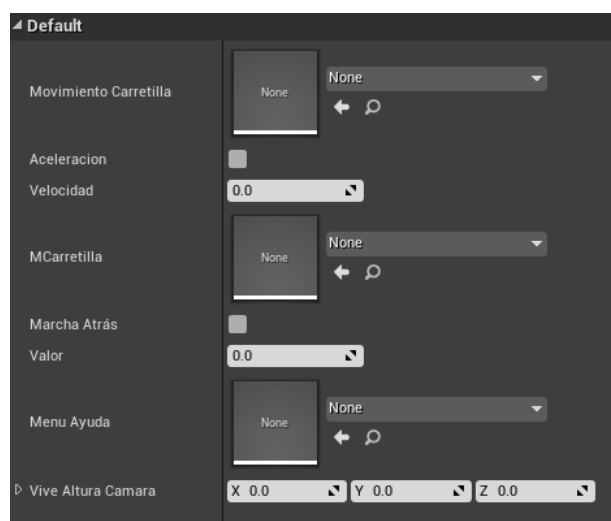 Default
Movimiento Carretilla
None
None
Aceleracion
Velocidad
0.0
MCarretilla
None
None
Marcha Atrás
Valor
0.0
Menu Ayuda
None
None
Vive Altura Camara
X 0.0 Y 0.0 Z 0.0